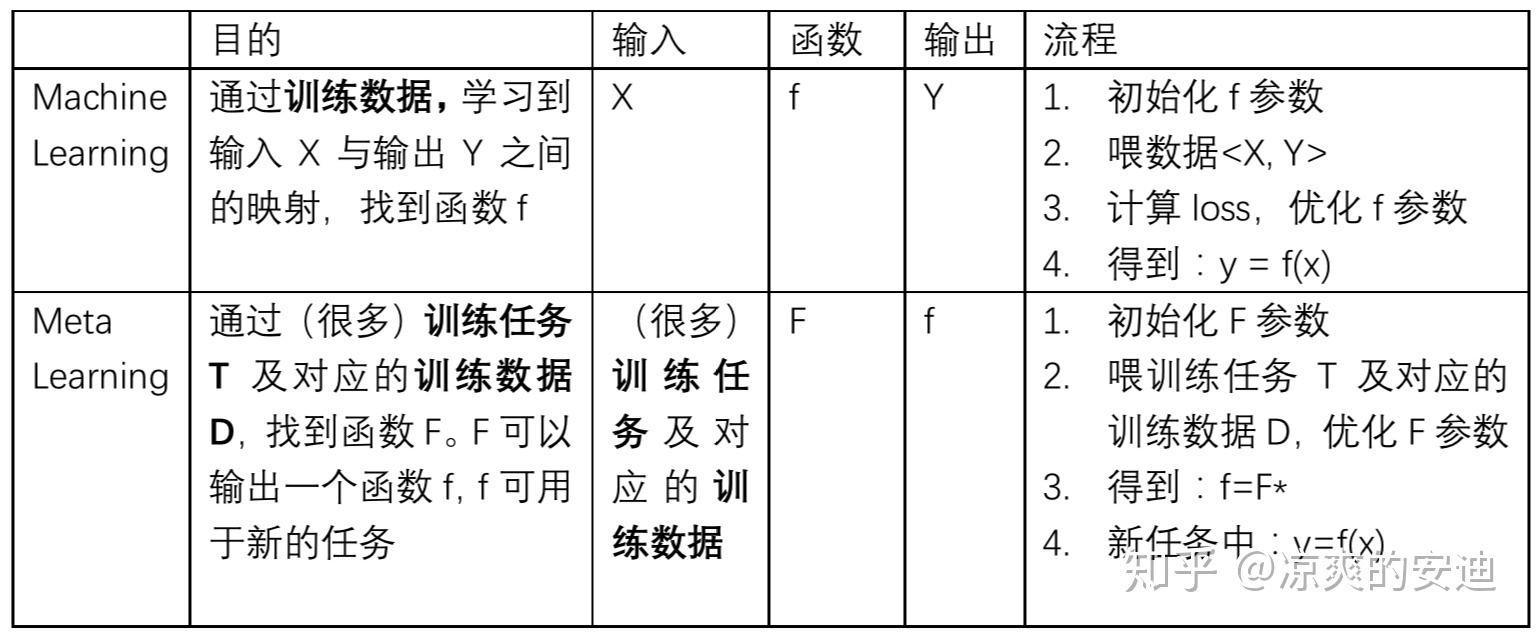 目的 输入 函数 输出 流程
Machine Learning
通过训练数据，学习到
输入 X 与输出 Y 之间
的映射，找到函数 f
X
f
Y
1. 初始化 f 参数
2. 喂数据<X, Y>
3. 计算 loss，优化 f 参数
4. 得到：y = f(x)
Meta Learning
通过（很多）训练任务
T 及对应的训练数据
D，找到函数 F。F 可以
输出一个函数 f, f 可用
于新的任务
（很多）
训练任
务及对
应的训
练数据
F
f
1. 初始化 F 参数
2. 喂训练任务 T 及对应的
训练数据 D，优化 F 参数
3. 得到：f=F*
4. 新任务中：y=f(x)
知乎 @凉爽的安迪